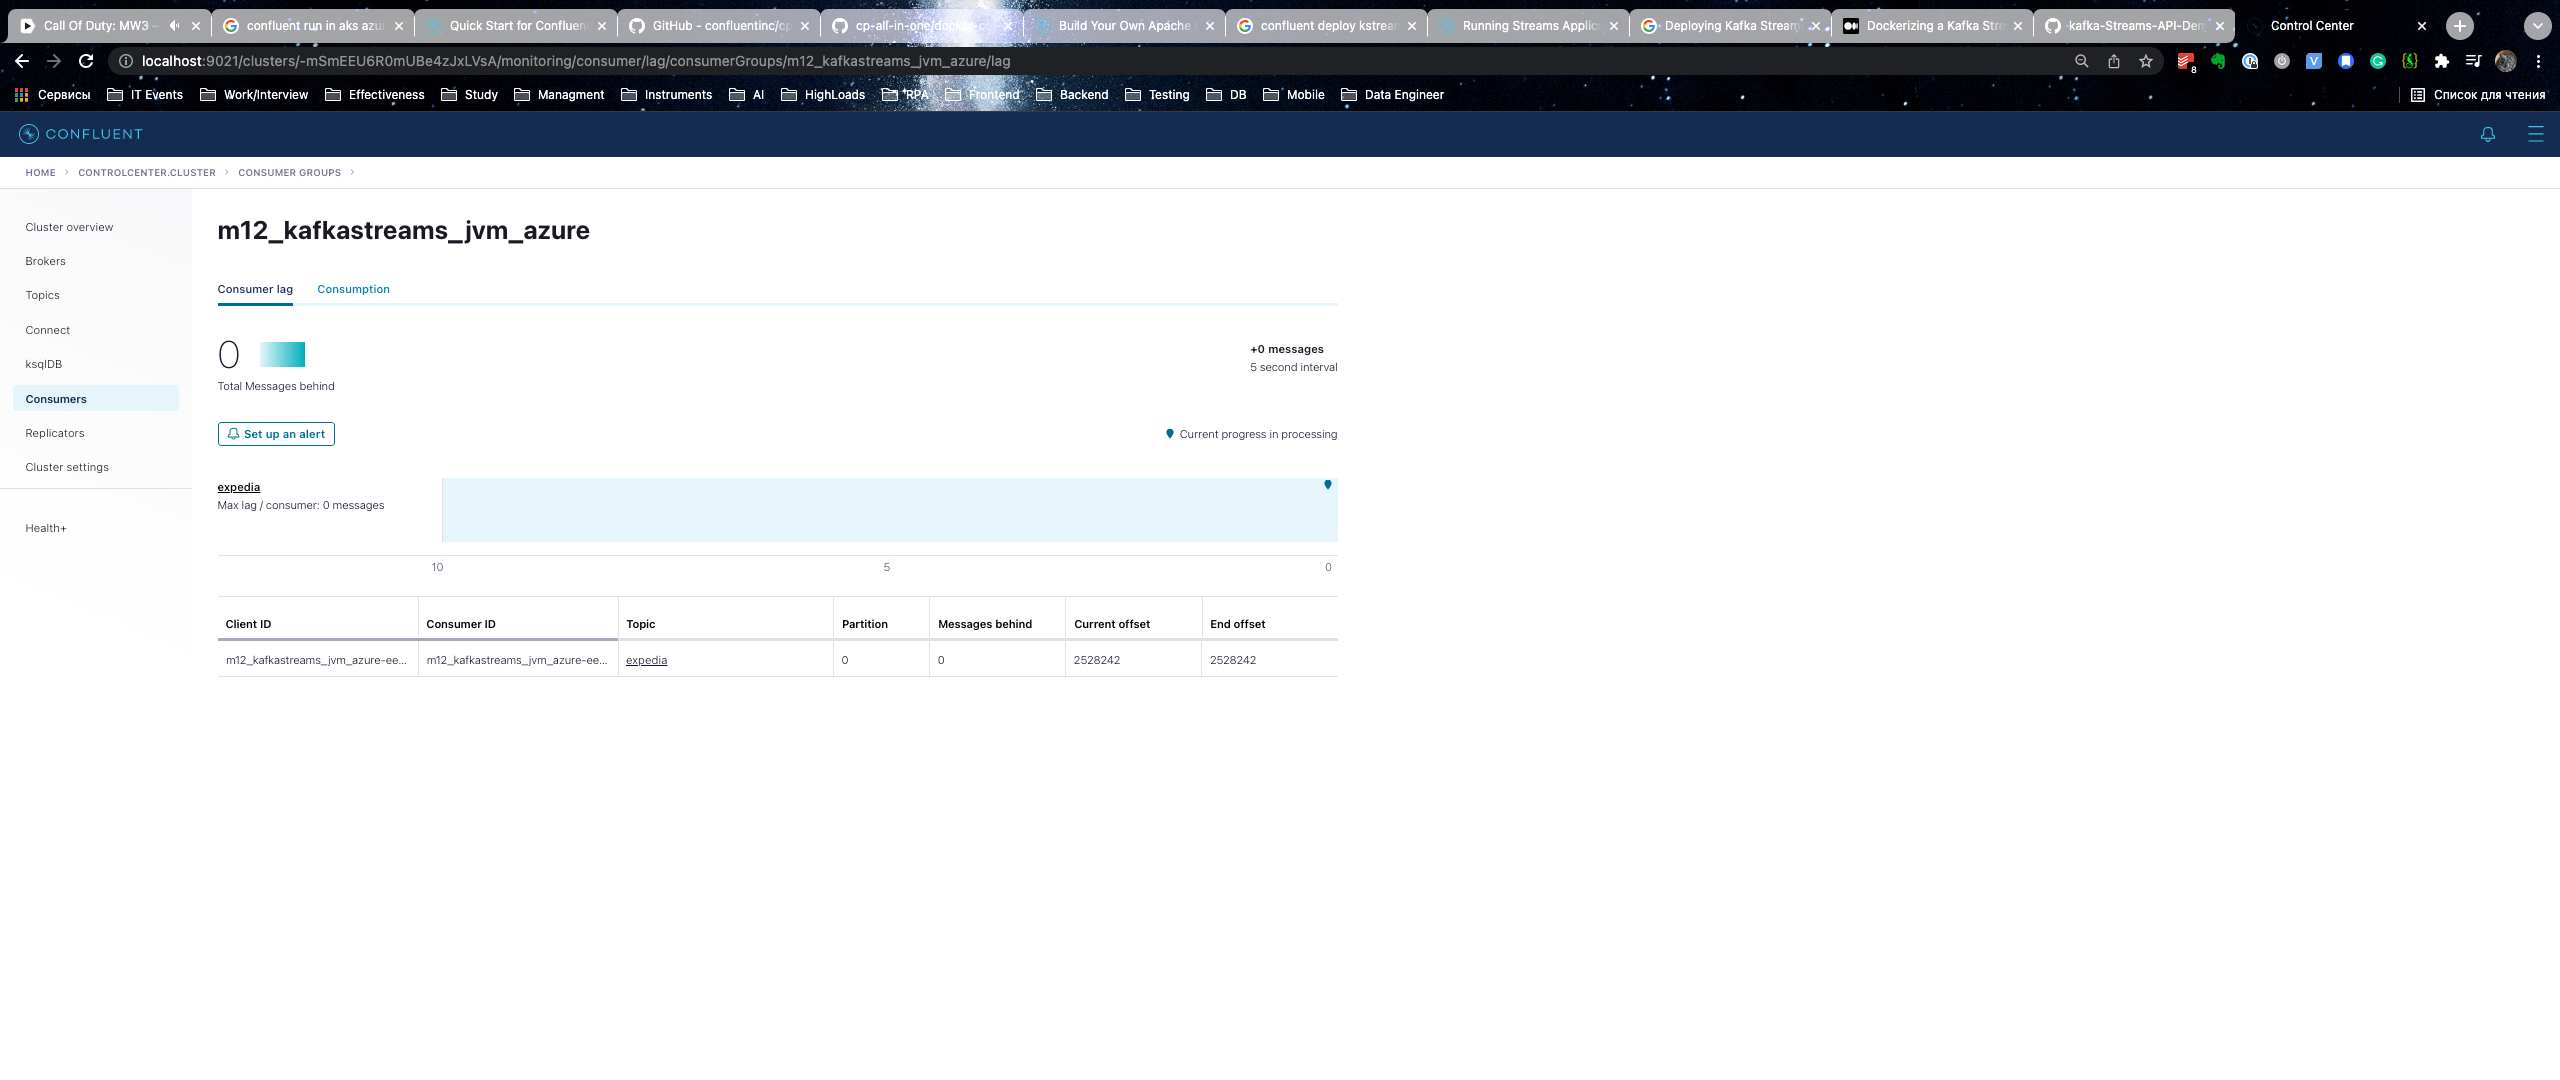 Call Of Duty: MW3 –
confluent run in aks azur
Quick Start for Confluent
GitHub - confluentinc/cp
cp-all-in-one/docker-c
Build Your Own Apache
confluent deploy kstream
Running Streams Applic
Deploying Kafka Stream
Dockerizing a Kafka Stre
kafka-Streams-API-Dem
Control Center
localhost:9021/clusters/-mSmEEU6R0mUBe4zJxLVsA/monitoring/consumer/lag/consumerGroups/m12_kafkastreams_jvm_azure/lag
8
Сервисы
IT Events
Work/Interview
Effectiveness
Study
Managment
Instruments
AI
HighLoads
RPA
Frontend
Backend
Testing
DB
Mobile
Data Engineer
Список для чтения
CONFLUENT
HOME > CONTROLCENTER.CLUSTER > CONSUMER GROUPS >
Cluster overview
Brokers
Topics
Connect
ksqlDB
Consumers
Replicators
Cluster settings
Health+
m12_kafkastreams_jvm_azure
Consumer lag
Consumption
0
Total Messages behind
+0 messages
5 second interval
Set up an alert
Current progress in processing
expedia
Max lag / consumer: 0 messages
10 5 0
Client ID Consumer ID Topic Partition Messages behind Current offset End offset
m12_kafkastreams_jvm_azure-ee... m12_kafkastreams_jvm_azure-ee... expedia 0 0 2528242 2528242